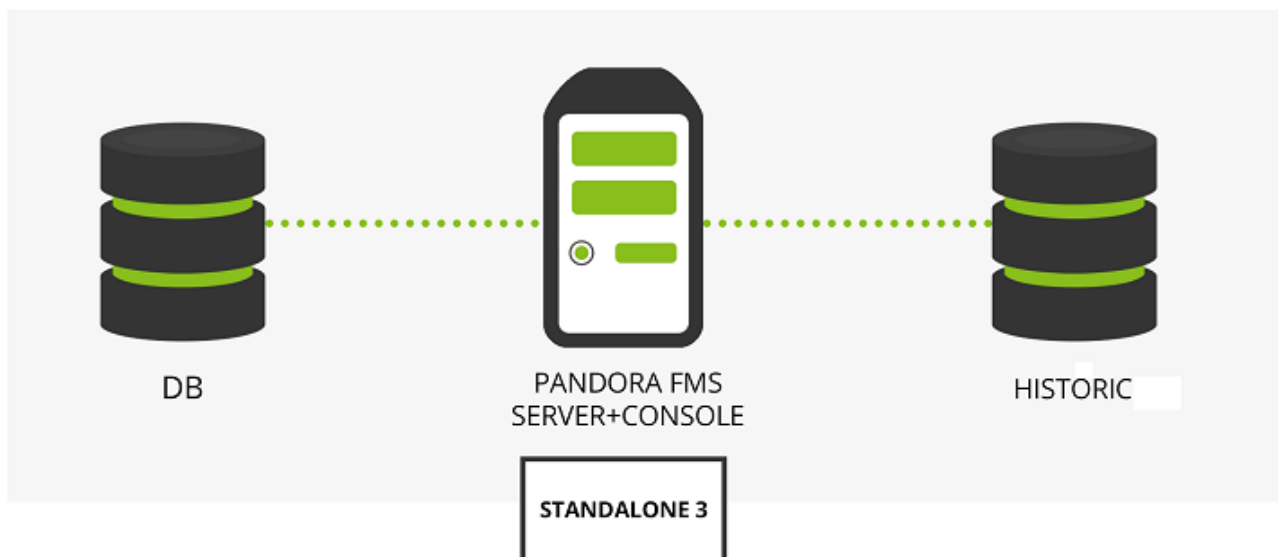 DB
PANDORA FMS
SERVER+CONSOLE
HISTORIC
STANDALONE 3